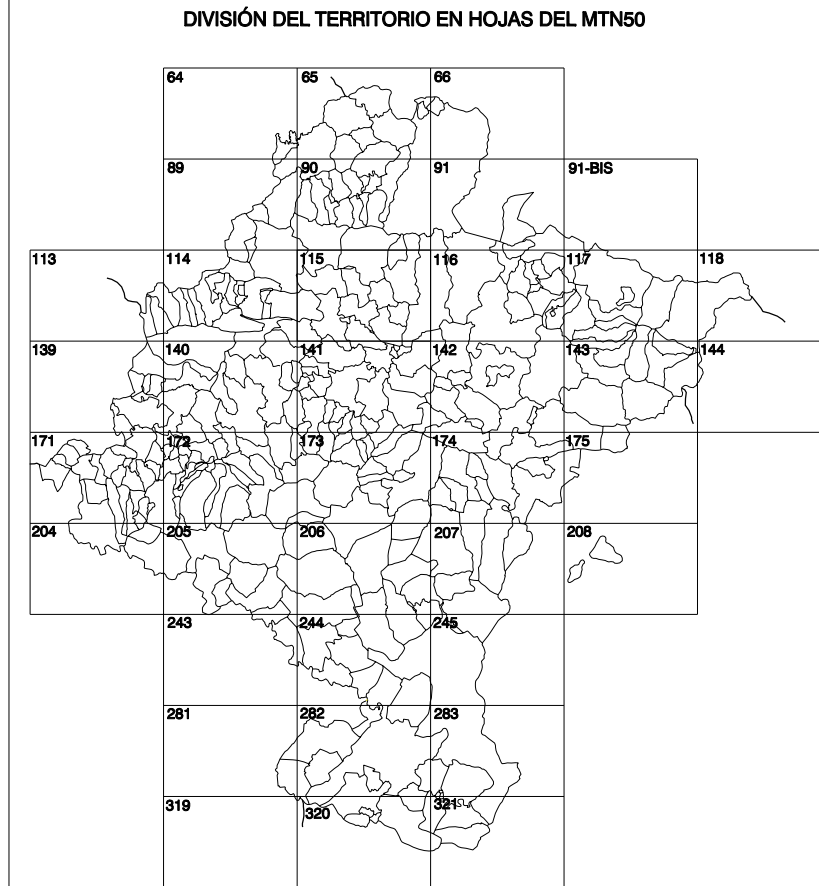 DIVISIÓN DEL TERRITORIO EN HOJAS DEL MTN50
64 65 66
89 90 91 91-BIS
113 114 115 116 117 118
139 140 141 142 143 144
171 172 173 174 175
204 205 206 207 208
243 244 245
281 282 283
319 320 321